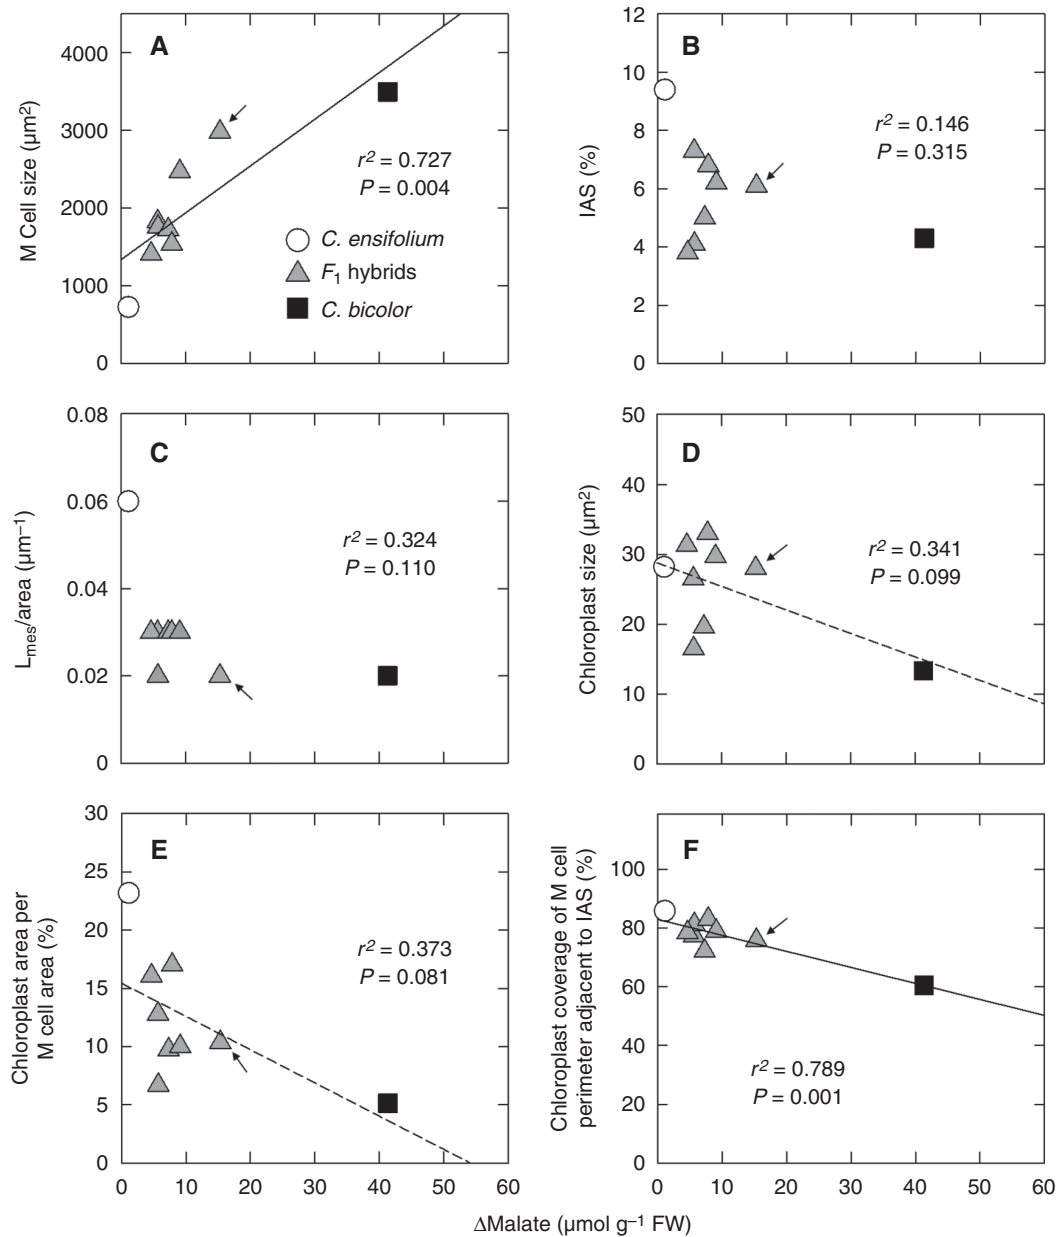 A
M Cell size (µm²)
4000
3000
2000
1000
0
r² = 0.727
P = 0.004
C. ensifolium
F₁ hybrids
C. bicolor
B
IAS (%)
12
10
8
6
4
2
0
r² = 0.146
P = 0.315
C
Lmes/area (µm⁻¹)
0.08
0.06
0.04
0.02
0
r² = 0.324
P = 0.110
D
Chloroplast size (µm²)
50
40
30
20
10
0
r² = 0.341
P = 0.099
E
Chloroplast area per
M cell area (%)
30
25
20
15
10
5
0
r² = 0.373
P = 0.081
0 10 20 30 40 50 60
F
Chloroplast coverage of M cell
perimeter adjacent to IAS (%)
100
80
60
40
20
0
r² = 0.789
P = 0.001
0 10 20 30 40 50 60
ΔMalate (µmol g⁻¹ FW)